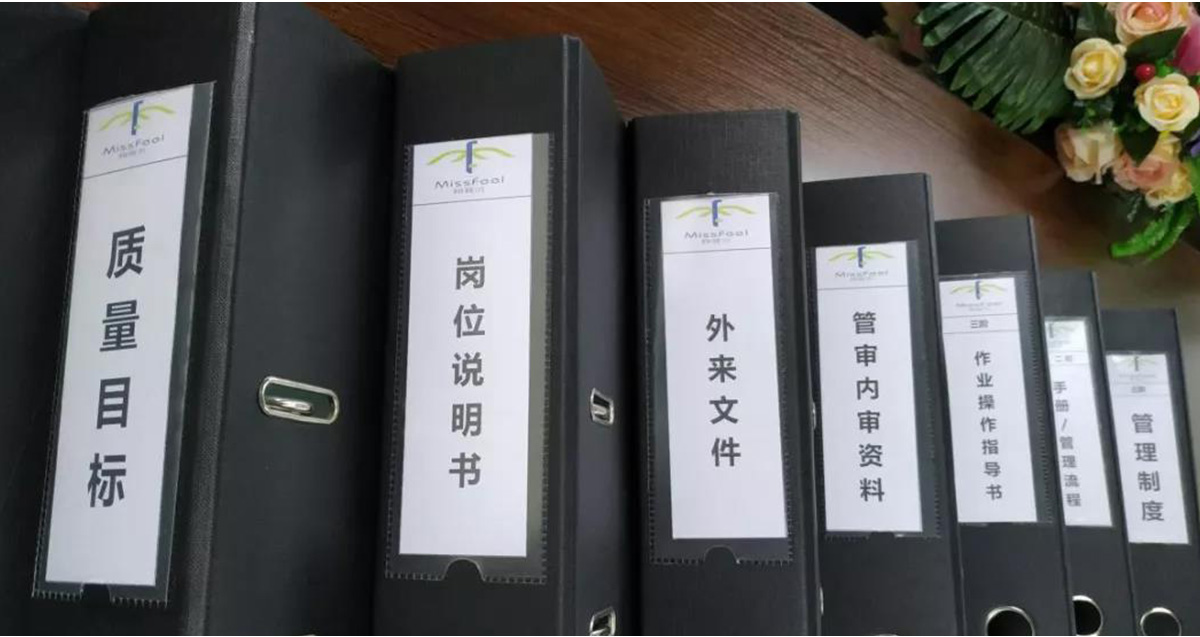 MissFool
质量目标
MissFool
岗位说明书
MissFool
外来文件
MissFool
管审内审资料
三阶
作业操作指导书
二阶
手册/管理流程
管理制度